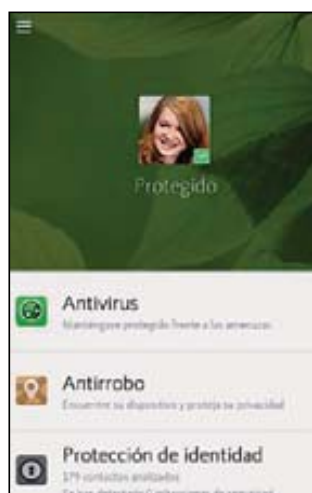 Protegido
Antivirus
Manténgase protegido frente a las amenazas
Antirrobo
Encuentre su dispositivo y proteja su privacidad
Protección de identidad
179 contactos analizados